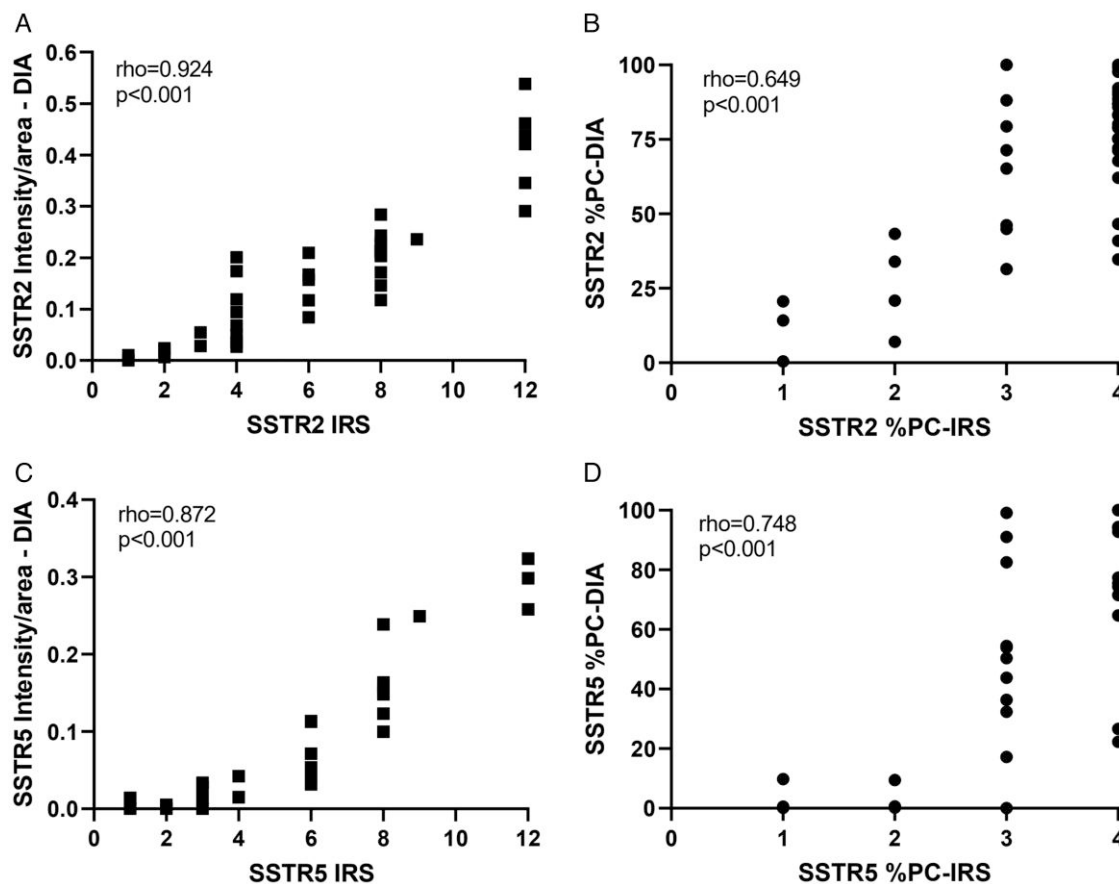 A
SSTR2 Intensity/area - DIA
0.6
0.5
0.4
0.3
0.2
0.1
0.0
rho=0.924
p<0.001
0 2 4 6 8 10 12
SSTR2 IRS
B
SSTR2 %PC-DIA
100
75
50
25
0
rho=0.649
p<0.001
0 1 2 3 4
SSTR2 %PC-IRS
C
SSTR5 Intensity/area - DIA
0.4
0.3
0.2
0.1
0.0
rho=0.872
p<0.001
0 2 4 6 8 10 12
SSTR5 IRS
D
SSTR5 %PC-DIA
100
80
60
40
20
0
rho=0.748
p<0.001
0 1 2 3 4
SSTR5 %PC-IRS